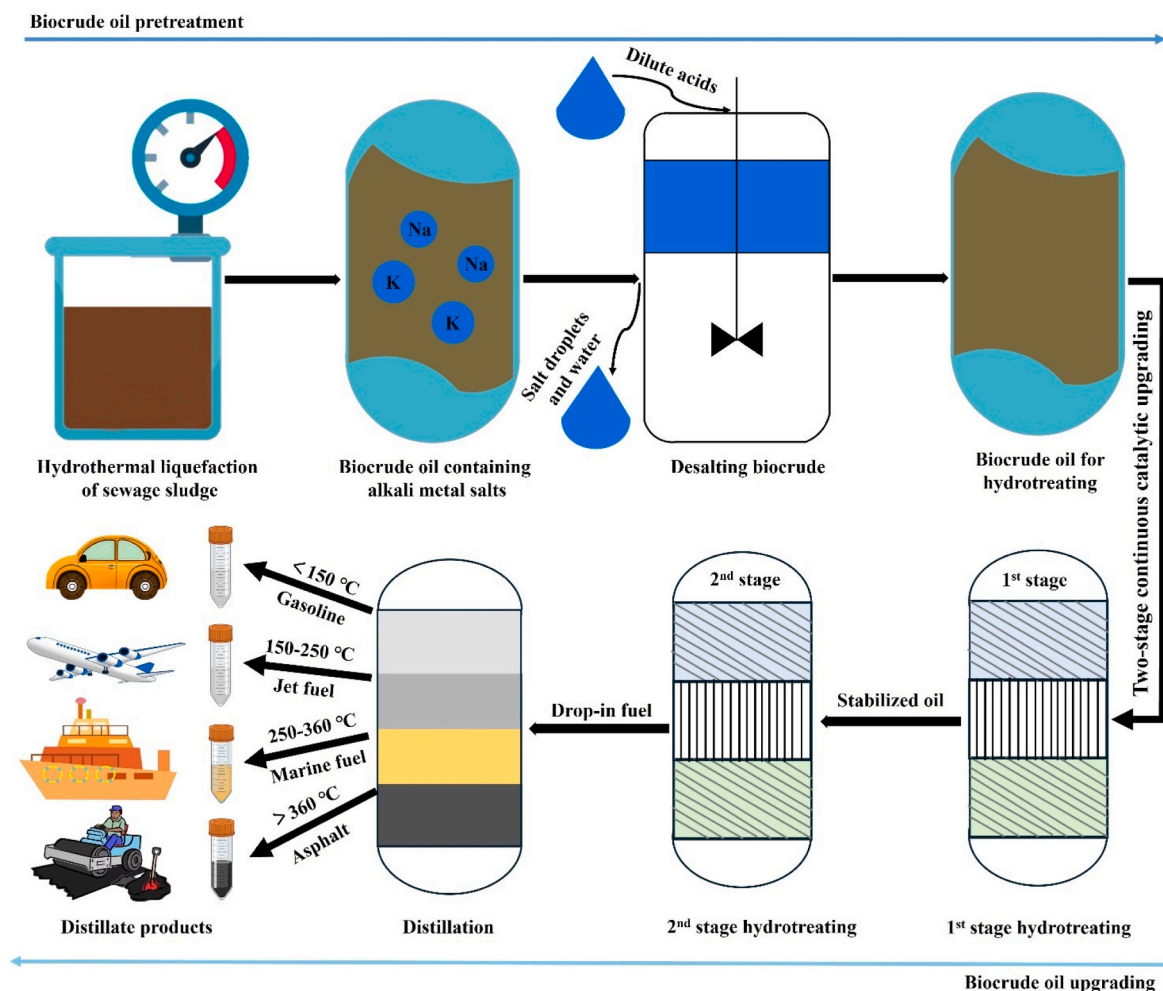 Biocrude oil pretreatment
Dilute acids
Na
Na
K
K
Salt droplets
and water
Hydrothermal liquefaction
of sewage sludge
Biocrude oil containing
alkali metal salts
Desalting biocrude
Biocrude oil for
hydrotreating
Two-stage continuous catalytic upgrading
< 150 °C
Gasoline
150-250 °C
Jet fuel
250-360 °C
Marine fuel
> 360 °C
Asphalt
Drop-in fuel
2nd stage
Stabilized oil
1st stage
Distillate products
Distillation
2nd stage hydrotreating
1st stage hydrotreating
Biocrude oil upgrading